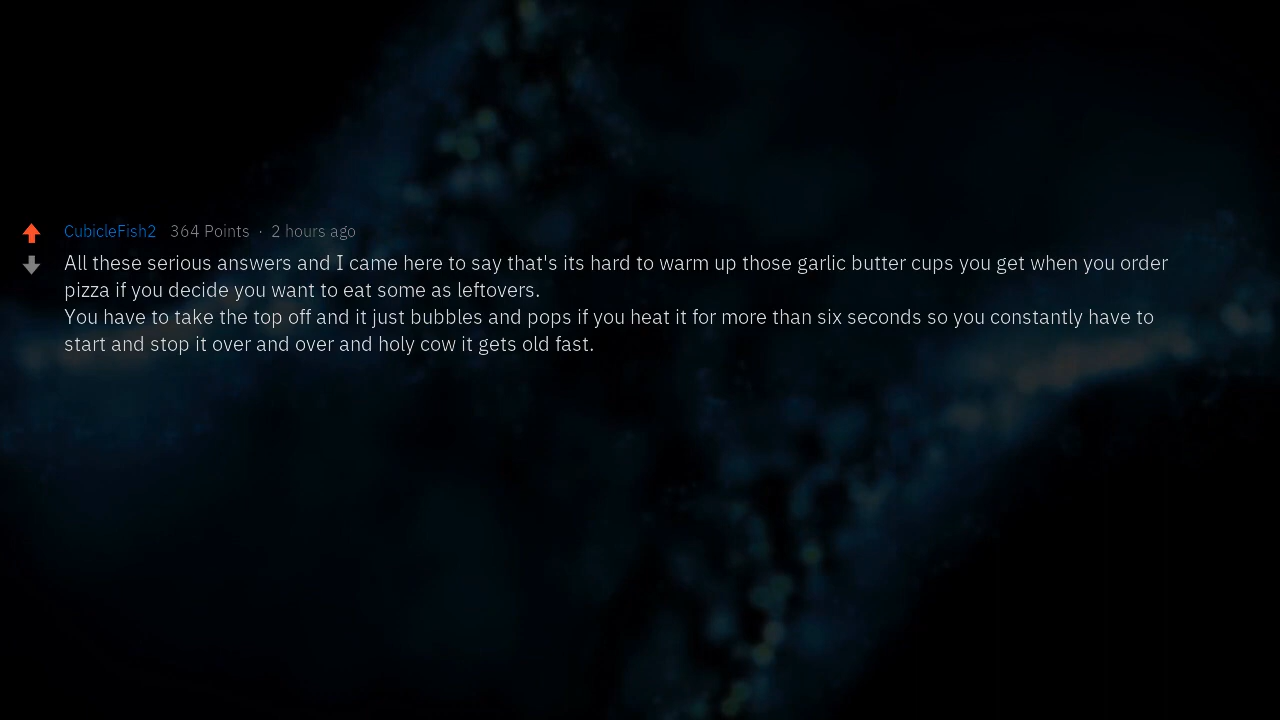 CubicleFish2 364 Points · 2 hours ago
All these serious answers and I came here to say that's its hard to warm up those garlic butter cups you get when you order
pizza if you decide you want to eat some as leftovers.
You have to take the top off and it just bubbles and pops if you heat it for more than six seconds so you constantly have to
start and stop it over and over and holy cow it gets old fast.